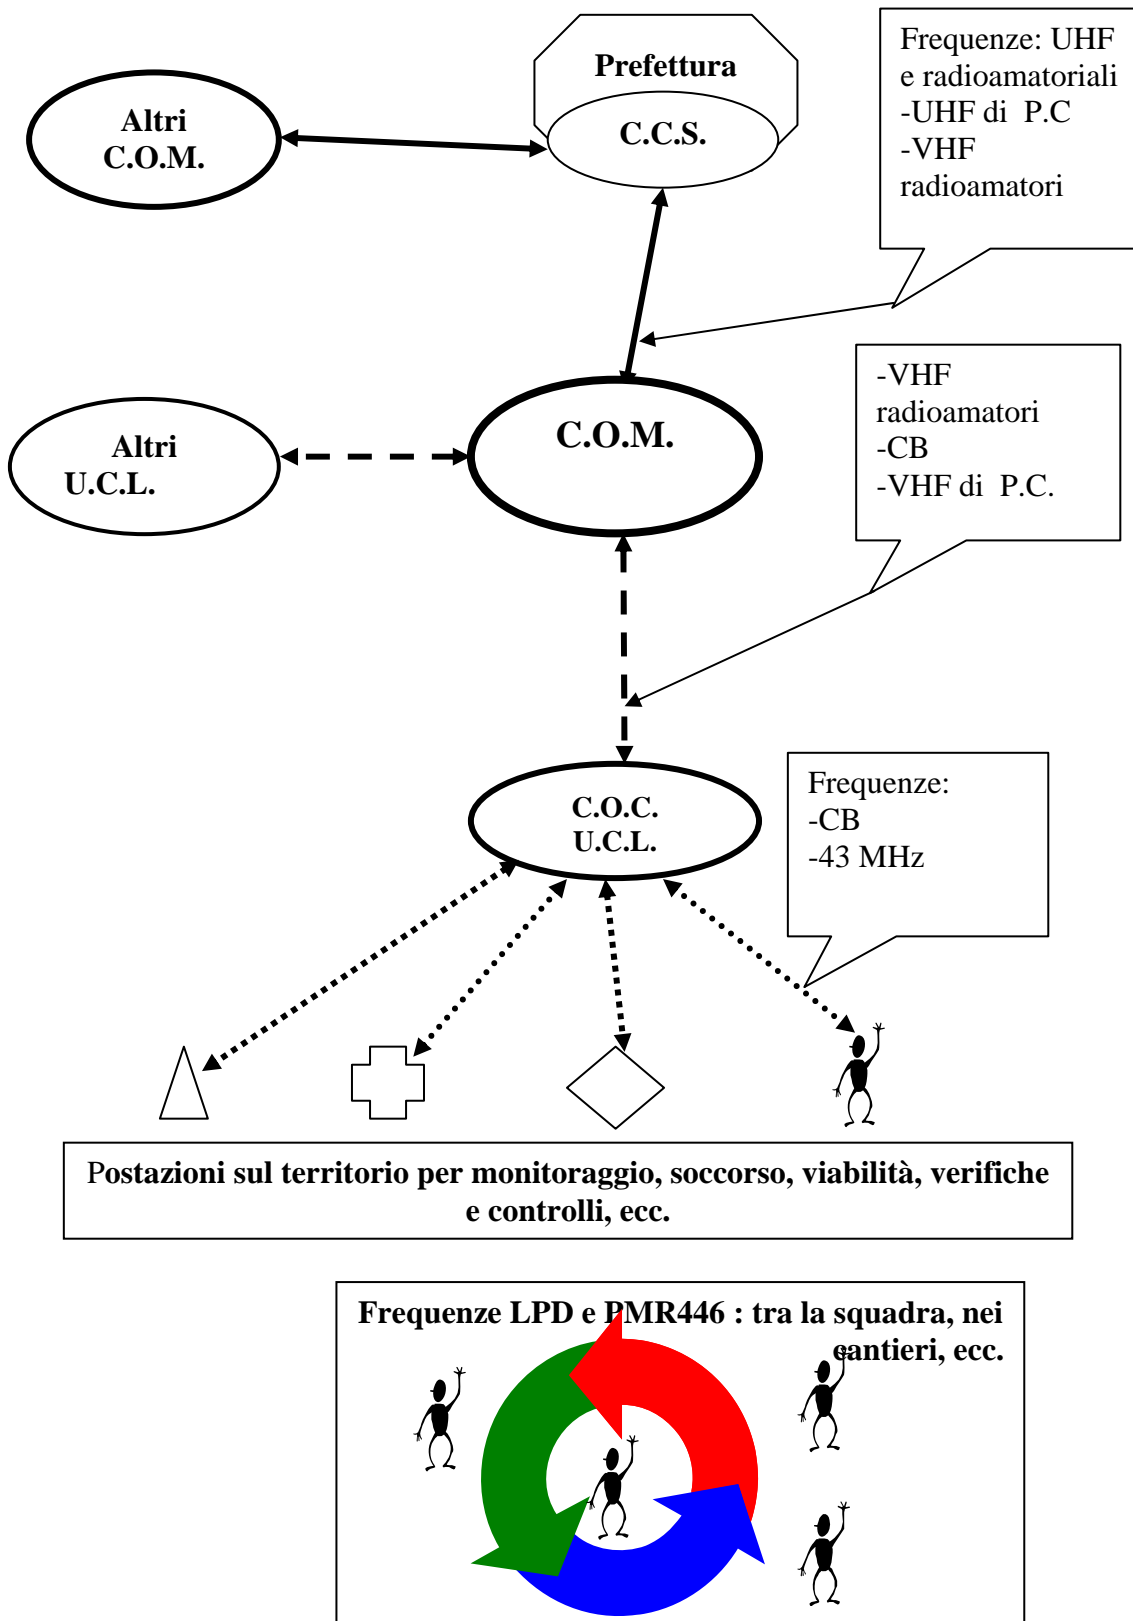 Prefettura
C.C.S.
Altri
C.O.M.
Frequenze: UHF
e radioamatoriali
-UHF di P.C
-VHF
radioamatori
C.O.M.
Altri
U.C.L.
-VHF
radioamatori
-CB
-VHF di P.C.
C.O.C.
U.C.L.
Frequenze:
-CB
-43 MHz
Postazioni sul territorio per monitoraggio, soccorso, viabilità, verifiche
e controlli, ecc.
Frequenze LPD e PMR446 : tra la squadra, nei
cantieri, ecc.